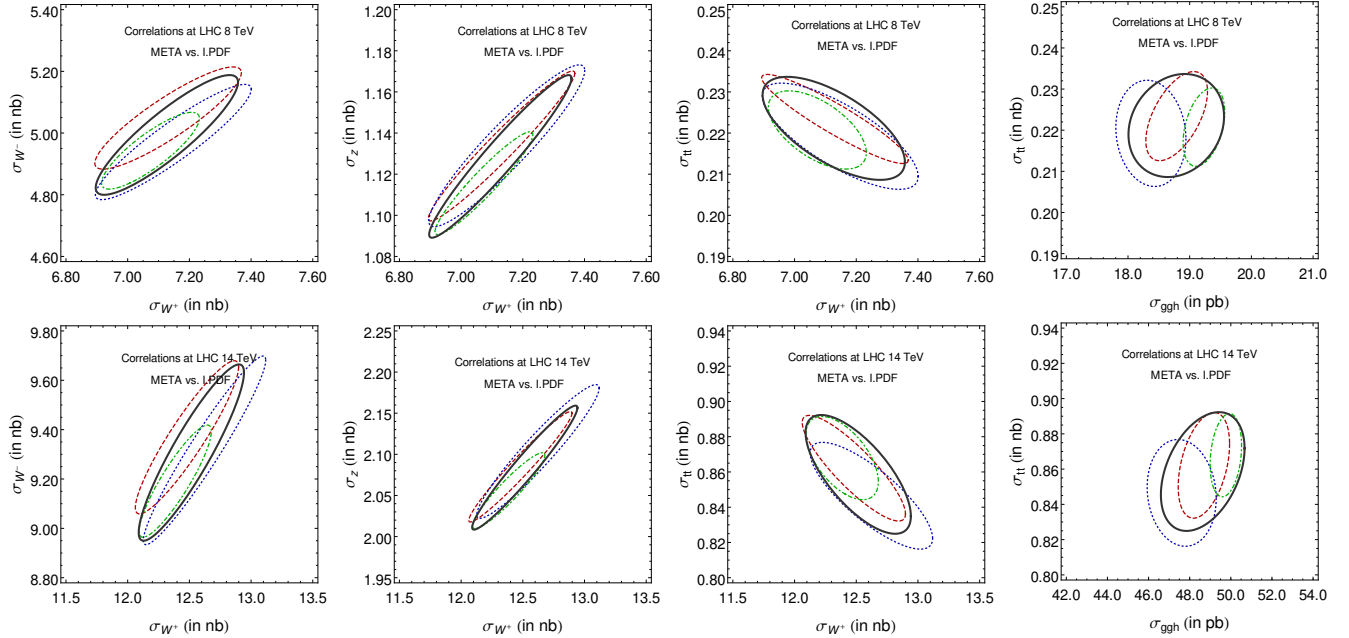 5.40
5.20
5.00
4.80
4.60
σW⁻ (in nb)
Correlations at LHC 8 TeV
META vs. I.PDF
6.80 7.00 7.20 7.40 7.60
σW⁺ (in nb)
1.20
1.18
1.16
1.14
1.12
1.10
1.08
σz (in nb)
Correlations at LHC 8 TeV
META vs. I.PDF
6.80 7.00 7.20 7.40 7.60
σW⁺ (in nb)
0.25
0.24
0.23
0.22
0.21
0.20
0.19
σtt (in nb)
Correlations at LHC 8 TeV
META vs. I.PDF
6.80 7.00 7.20 7.40 7.60
σW⁺ (in nb)
0.25
0.24
0.23
0.22
0.21
0.20
0.19
σtt (in nb)
Correlations at LHC 8 TeV
META vs. I.PDF
17.0 18.0 19.0 20.0 21.0
σggh (in pb)
9.80
9.60
9.40
9.20
9.00
8.80
σW⁻ (in nb)
Correlations at LHC 14 TeV
META vs. I.PDF
11.5 12.0 12.5 13.0 13.5
σW⁺ (in nb)
2.25
2.20
2.15
2.10
2.05
2.00
1.95
σz (in nb)
Correlations at LHC 14 TeV
META vs. I.PDF
11.5 12.0 12.5 13.0 13.5
σW⁺ (in nb)
0.94
0.92
0.90
0.88
0.86
0.84
0.82
0.80
σtt (in nb)
Correlations at LHC 14 TeV
META vs. I.PDF
11.5 12.0 12.5 13.0 13.5
σW⁺ (in nb)
0.94
0.92
0.90
0.88
0.86
0.84
0.82
0.80
σtt (in nb)
Correlations at LHC 14 TeV
META vs. I.PDF
42.0 44.0 46.0 48.0 50.0 52.0 54.0
σggh (in pb)